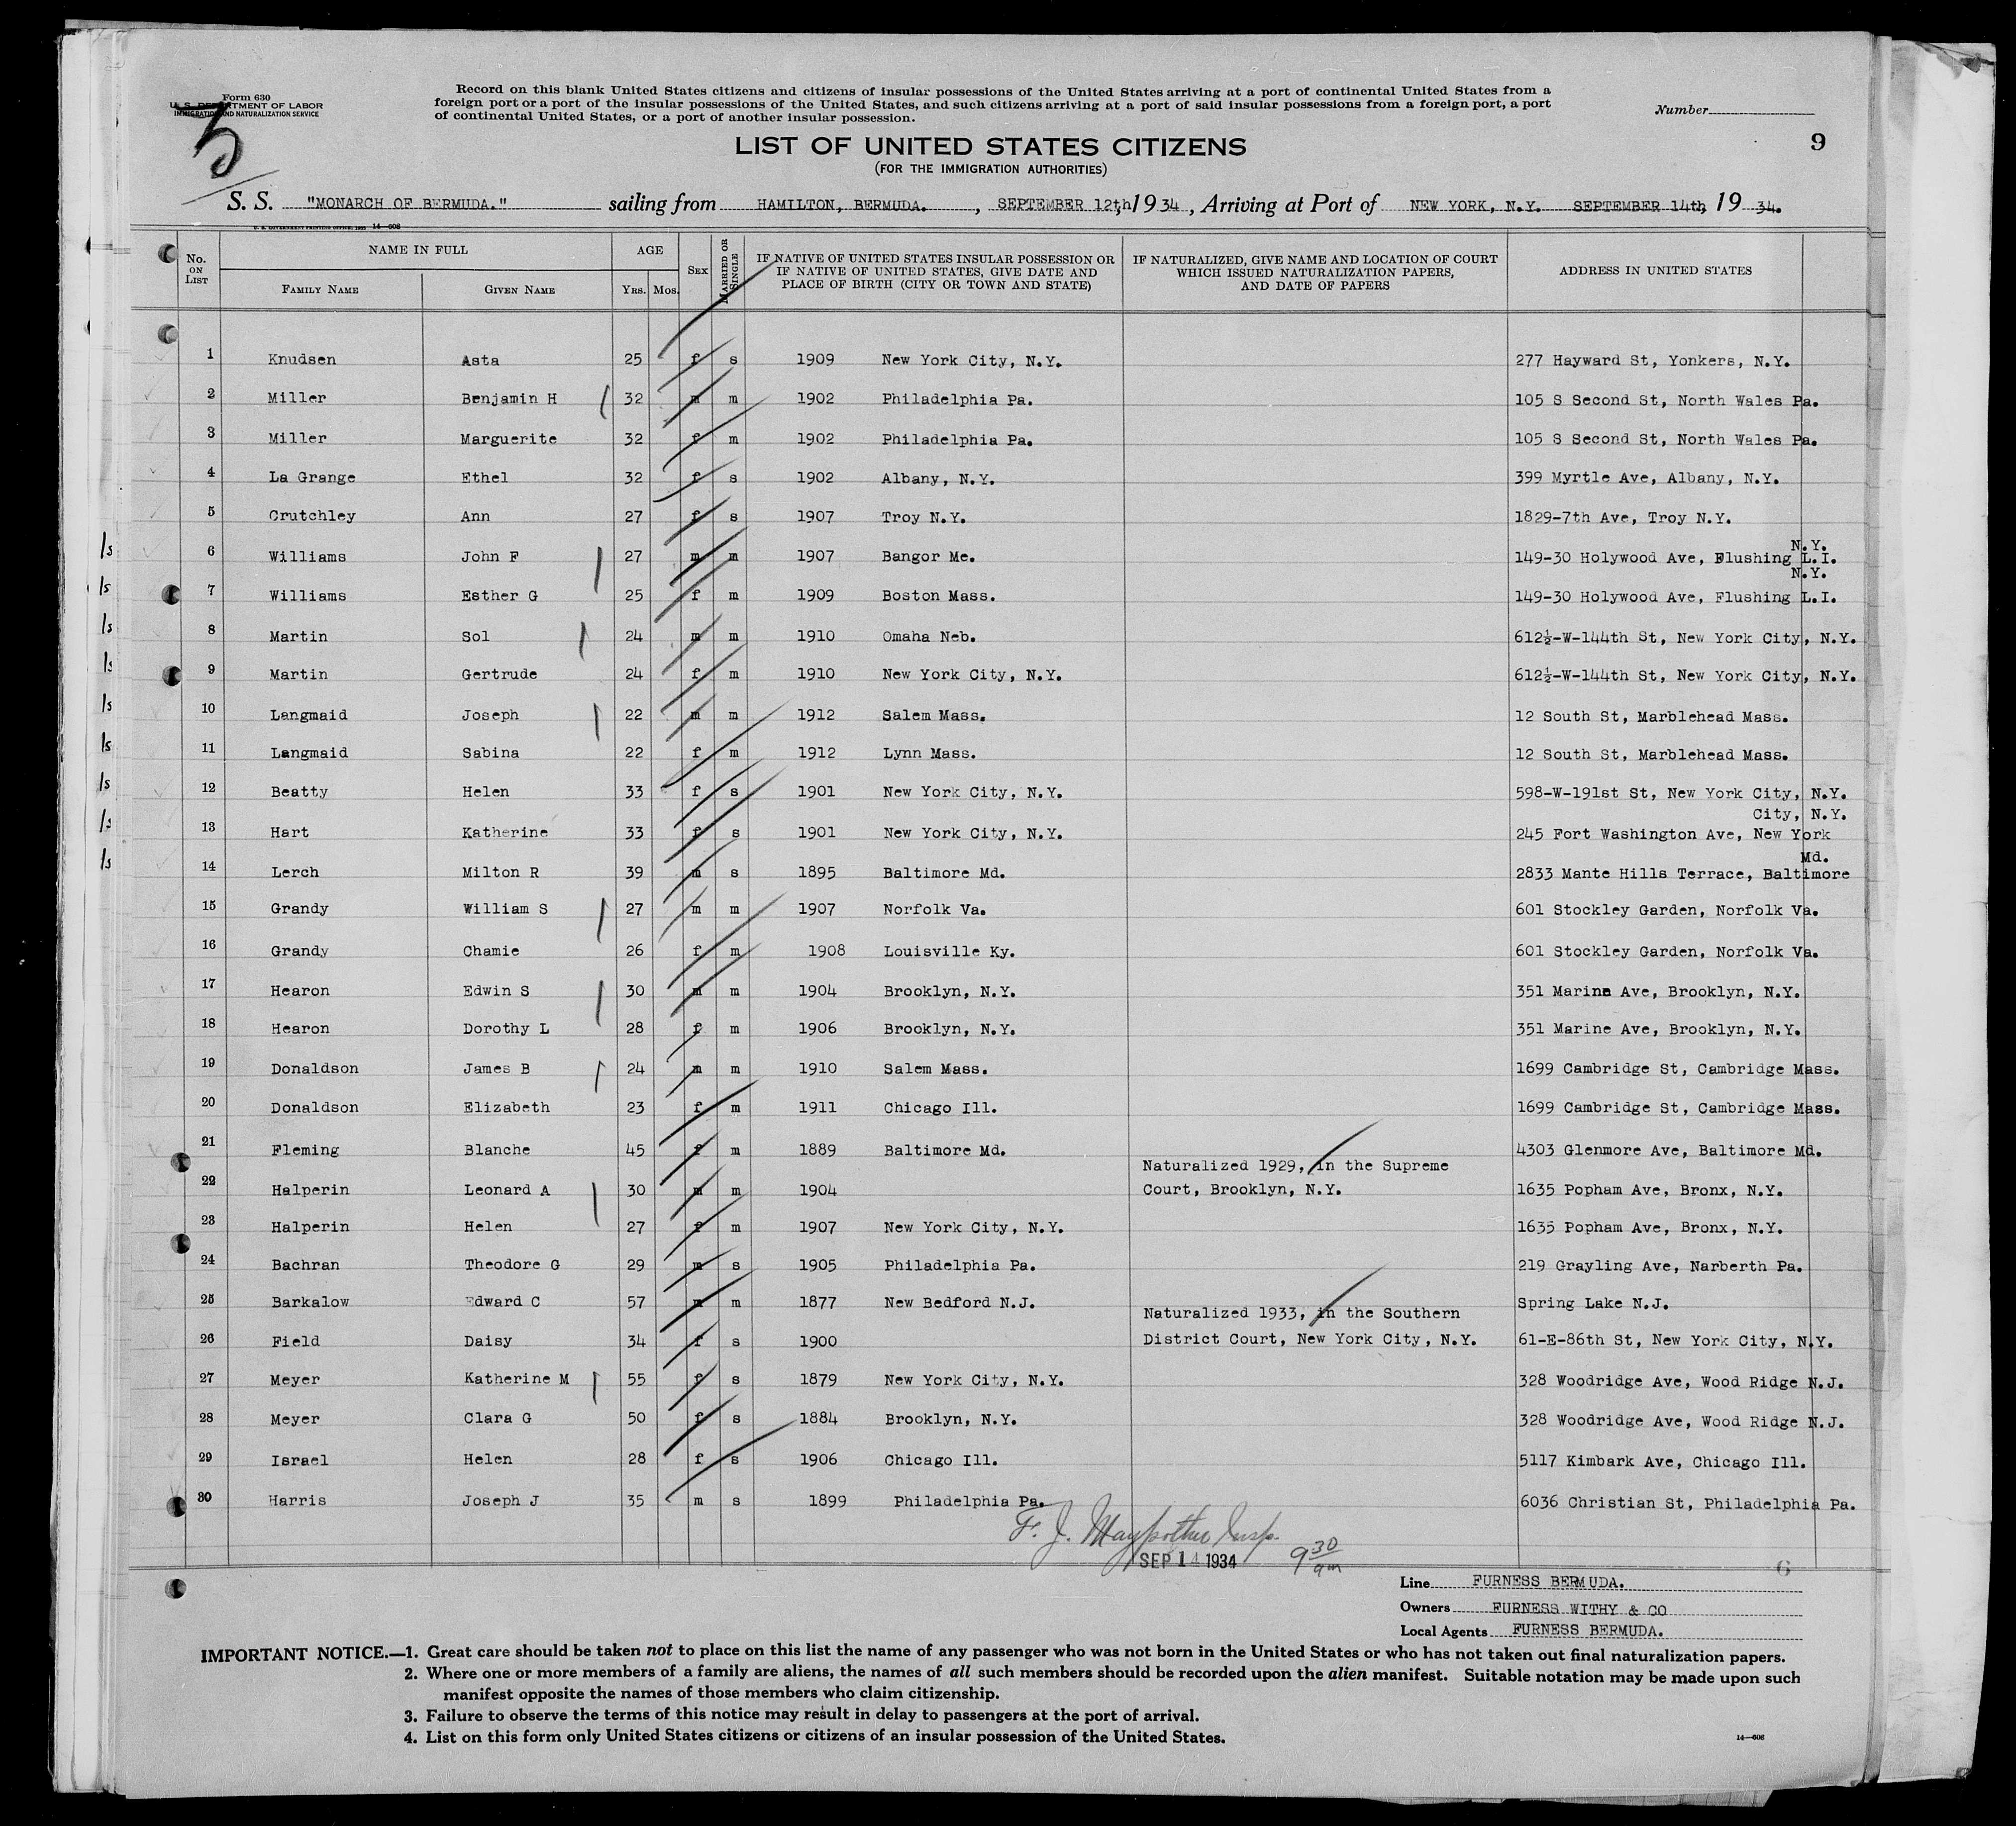 Form 630
U. S. DEPARTMENT OF LABOR
IMMIGRATION AND NATURALIZATION SERVICE
5
Record on this blank United States citizens and citizens of insular possessions of the United States arriving at a port of continental United States from a
foreign port or a port of the insular possessions of the United States, and such citizens arriving at a port of said insular possessions from a foreign port, a port
of continental United States, or a port of another insular possession.
Number
9
LIST OF UNITED STATES CITIZENS
(FOR THE IMMIGRATION AUTHORITIES)
S. S. "MONARCH OF BERMUDA." sailing from HAMILTON, BERMUDA. , SEPTEMBER 12th, 19 34 , Arriving at Port of NEW YORK, N.Y. SEPTEMBER 14th, 19 34.
U. S. GOVERNMENT PRINTING OFFICE: 1933 14—608
No. ON LIST NAME IN FULL AGE SEX MARRIED OR SINGLE IF NATIVE OF UNITED STATES INSULAR POSSESSION OR IF NATIVE OF UNITED STATES, GIVE DATE AND PLACE OF BIRTH (CITY OR TOWN AND STATE) IF NATURALIZED, GIVE NAME AND LOCATION OF COURT WHICH ISSUED NATURALIZATION PAPERS, AND DATE OF PAPERS ADDRESS IN UNITED STATES
FAMILY NAME GIVEN NAME YRS. MOS.
1 Knudsen Asta 25 f s 1909 New York City, N.Y. 277 Hayward St, Yonkers, N.Y.
2 Miller Benjamin H 32 m m 1902 Philadelphia Pa. 105 S Second St, North Wales Pa.
3 Miller Marguerite 32 f m 1902 Philadelphia Pa. 105 S Second St, North Wales Pa.
4 La Grange Ethel 32 f s 1902 Albany, N.Y. 399 Myrtle Ave, Albany, N.Y.
5 Crutchley Ann 27 f s 1907 Troy N.Y. 1829-7th Ave, Troy N.Y.
N.Y.
1s 6 Williams John F 27 m m 1907 Bangor Me. 149-30 Holywood Ave, Flushing L.I.
N.Y.
1s 7 Williams Esther G 25 f m 1909 Boston Mass. 149-30 Holywood Ave, Flushing L.I.
1s 8 Martin Sol 24 m m 1910 Omaha Neb. 612½-W-144th St, New York City, N.Y.
1s 9 Martin Gertrude 24 f m 1910 New York City, N.Y. 612½-W-144th St, New York City, N.Y.
1s 10 Langmaid Joseph 22 m m 1912 Salem Mass. 12 South St, Marblehead Mass.
1s 11 Langmaid Sabina 22 f m 1912 Lynn Mass. 12 South St, Marblehead Mass.
1s 12 Beatty Helen 33 f s 1901 New York City, N.Y. 598-W-191st St, New York City, N.Y.
City, N.Y.
1s 13 Hart Katherine 33 f s 1901 New York City, N.Y. 245 Fort Washington Ave, New York
Md.
1s 14 Lerch Milton R 39 m s 1895 Baltimore Md. 2833 Mante Hills Terrace, Baltimore
15 Grandy William S 27 m m 1907 Norfolk Va. 601 Stockley Garden, Norfolk Va.
16 Grandy Chamie 26 f m 1908 Louisville Ky. 601 Stockley Garden, Norfolk Va.
17 Hearon Edwin S 30 m m 1904 Brooklyn, N.Y. 351 Marine Ave, Brooklyn, N.Y.
18 Hearon Dorothy L 28 f m 1906 Brooklyn, N.Y. 351 Marine Ave, Brooklyn, N.Y.
19 Donaldson James B 24 m m 1910 Salem Mass. 1699 Cambridge St, Cambridge Mass.
20 Donaldson Elizabeth 23 f m 1911 Chicago Ill. 1699 Cambridge St, Cambridge Mass.
21 Fleming Blanche 45 f m 1889 Baltimore Md. 4303 Glenmore Ave, Baltimore Md.
Naturalized 1929, in the Supreme
22 Halperin Leonard A 30 m m 1904 Court, Brooklyn, N.Y. 1635 Popham Ave, Bronx, N.Y.
23 Halperin Helen 27 f m 1907 New York City, N.Y. 1635 Popham Ave, Bronx, N.Y.
24 Bachran Theodore G 29 m s 1905 Philadelphia Pa. 219 Grayling Ave, Narberth Pa.
25 Barkalow Edward C 57 m m 1877 New Bedford N.J. Spring Lake N.J.
Naturalized 1933, in the Southern
26 Field Daisy 34 f s 1900 District Court, New York City, N.Y. 61-E-86th St, New York City, N.Y.
27 Meyer Katherine M 55 f s 1879 New York City, N.Y. 328 Woodridge Ave, Wood Ridge N.J.
28 Meyer Clara G 50 f s 1884 Brooklyn, N.Y. 328 Woodridge Ave, Wood Ridge N.J.
29 Israel Helen 28 f s 1906 Chicago Ill. 5117 Kimbark Ave, Chicago Ill.
30 Harris Joseph J 35 m s 1899 Philadelphia Pa. 6036 Christian St, Philadelphia Pa.
F. J. Insp.
SEP 14 1934 9 30 am
6
Line FURNESS BERMUDA.
Owners FURNESS WITHY & CO
Local Agents FURNESS BERMUDA.
IMPORTANT NOTICE.—1. Great care should be taken not to place on this list the name of any passenger who was not born in the United States or who has not taken out final naturalization papers.
2. Where one or more members of a family are aliens, the names of all such members should be recorded upon the alien manifest. Suitable notation may be made upon such
manifest opposite the names of those members who claim citizenship.
3. Failure to observe the terms of this notice may result in delay to passengers at the port of arrival.
4. List on this form only United States citizens or citizens of an insular possession of the United States.
14—608